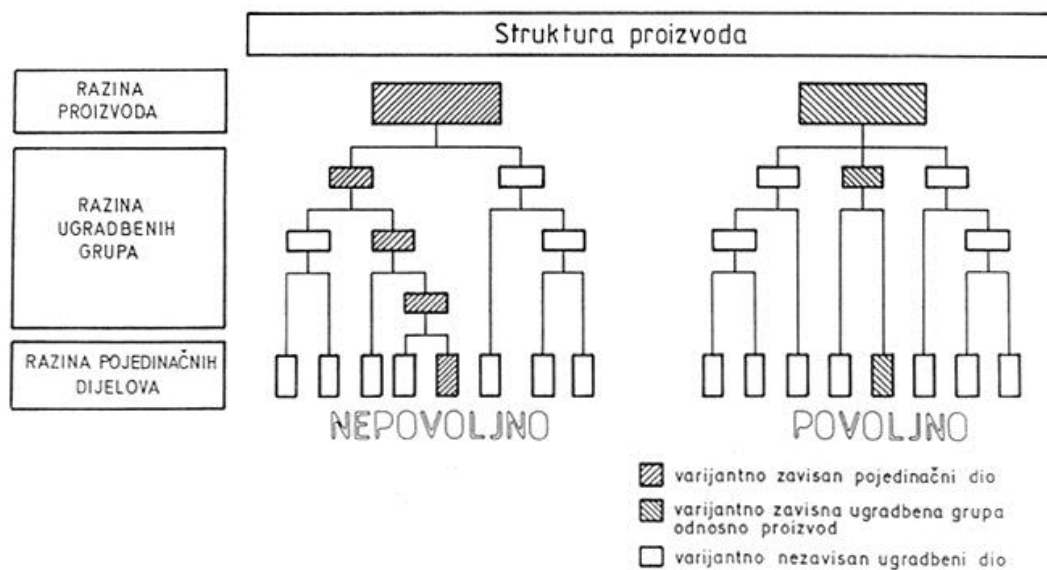 Struktura proizvoda
RAZINA
PROIZVODA
RAZINA
UGRADBENIH
GRUPA
RAZINA POJEDINAČNIH
DIJELOVA
NEPOVOLJNO
POVOLJNO
varijantno zavisan pojedinačni dio
varijantno zavisna ugradbena grupa
odnosno proizvod
varijantno nezavisan ugradbeni dio